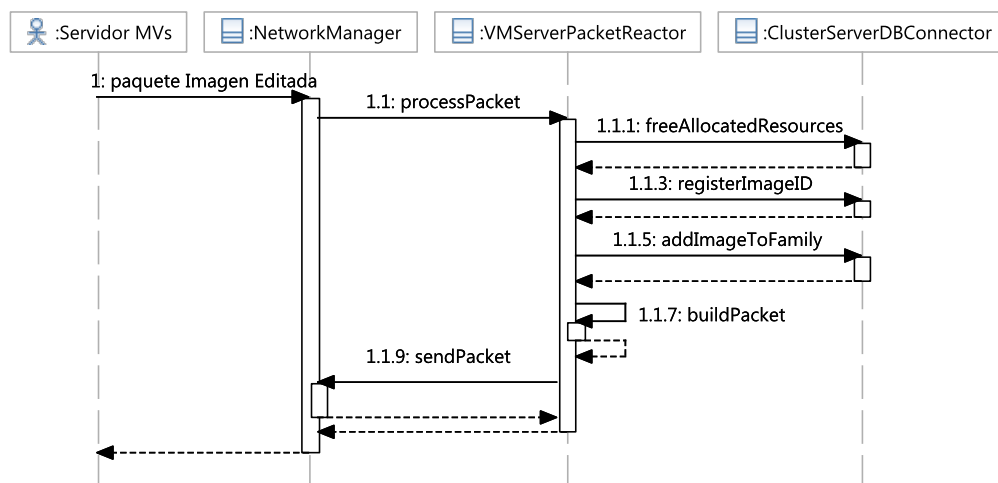 :Servidor MVs
:NetworkManager
:VMServerPacketReactor
:ClusterServerDBConnector
1: paquete Imagen Editada
1.1: processPacket
1.1.1: freeAllocatedResources
1.1.3: registerImageID
1.1.5: addImageToFamily
1.1.7: buildPacket
1.1.9: sendPacket